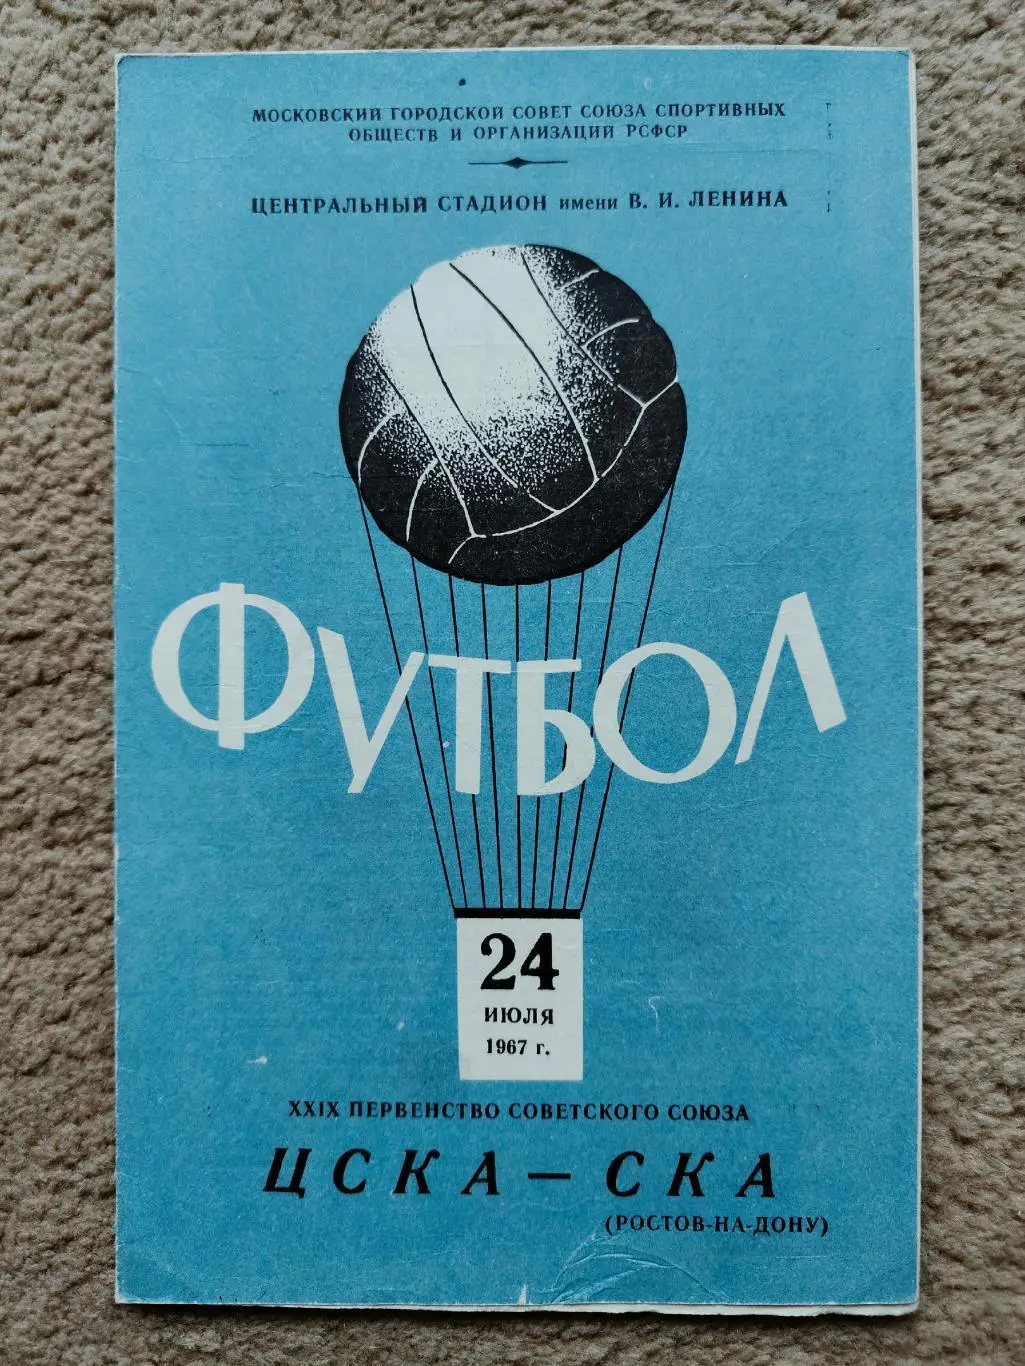 МОСКОВСКИЙ ГОРОДСКОЙ СОВЕТ СОЮЗА СПОРТИВНЫХ
ОБЩЕСТВ И ОРГАНИЗАЦИЙ РСФСР
ЦЕНТРАЛЬНЫЙ СТАДИОН имени В. И. ЛЕНИНА
ФУТБОЛ
24
ИЮЛЯ
1967 г.
XXIX ПЕРВЕНСТВО СОВЕТСКОГО СОЮЗА
ЦСКА — СКА
(РОСТОВ-НА-ДОНУ)